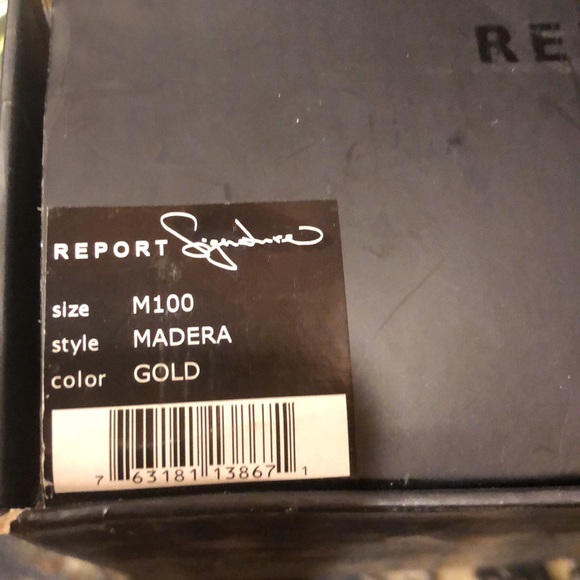 RE
REPORT Signature
size M100
style MADERA
color GOLD
7 63181 13867 1